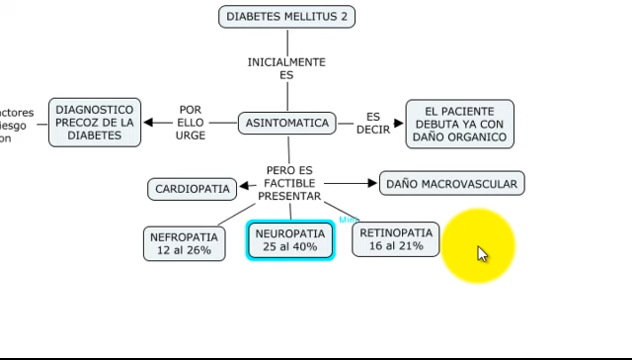 DIABETES MELLITUS 2
INICIALMENTE
ES
ASINTOMATICA
POR
ELLO
URGE
DIAGNOSTICO
PRECOZ DE LA
DIABETES
ES
DECIR
EL PACIENTE
DEBUTA YA CON
DAÑO ORGANICO
PERO ES
FACTIBLE
PRESENTAR
CARDIOPATIA
DAÑO MACROVASCULAR
NEFROPATIA
12 al 26%
NEUROPATIA
25 al 40%
RETINOPATIA
16 al 21%